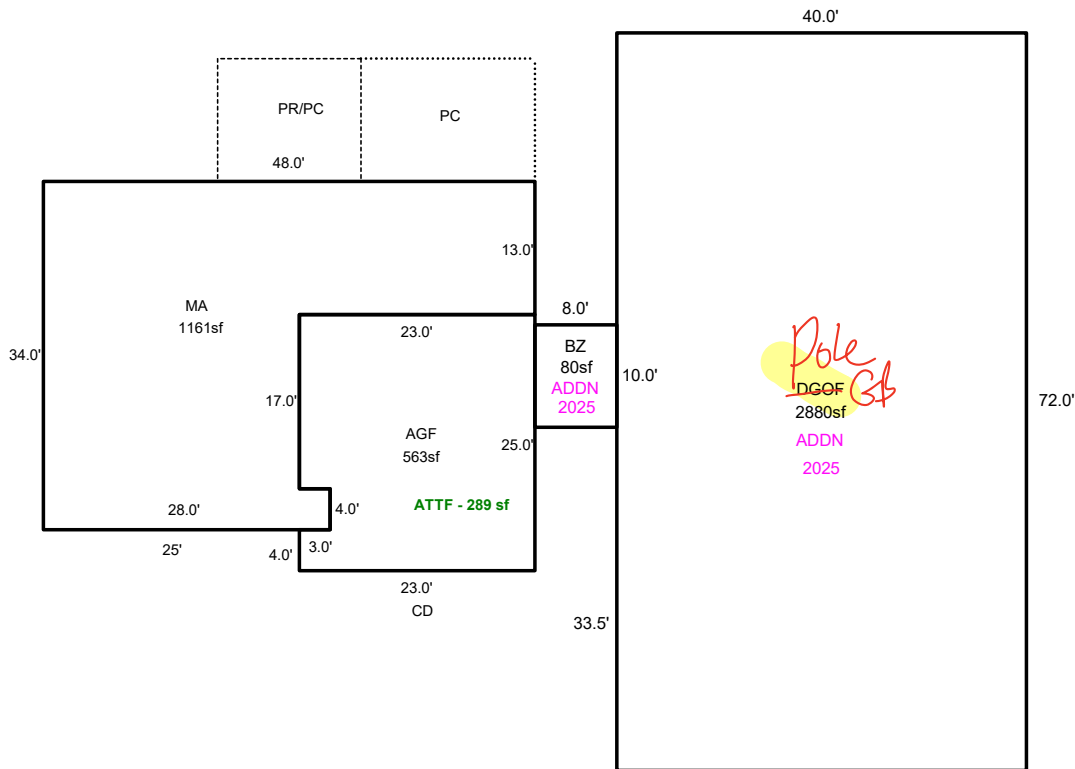 40.0'
PR/PC
PC
48.0'
13.0'
MA
1161sf
8.0'
34.0'
23.0'
BZ
80sf
ADDN
2025
10.0'
Pole
DGOF
2880sf
72.0'
17.0'
AGF
563sf
25.0'
ADDN
2025
ATTF - 289 sf
28.0'
4.0'
25'
4.0'
3.0'
23.0'
CD
33.5'